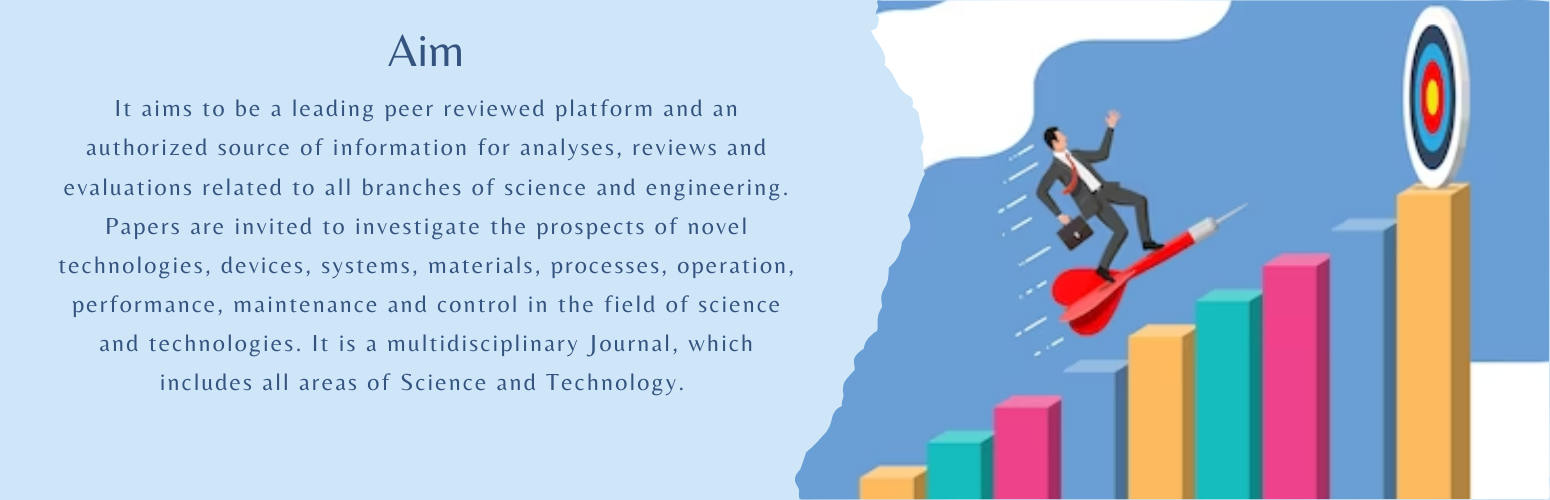 Aim
It aims to be a leading peer reviewed platform and an
authorized source of information for analyses, reviews and
evaluations related to all branches of science and engineering.
Papers are invited to investigate the prospects of novel
technologies, devices, systems, materials, processes, operation,
performance, maintenance and control in the field of science
and technologies. It is a multidisciplinary Journal, which
includes all areas of Science and Technology.